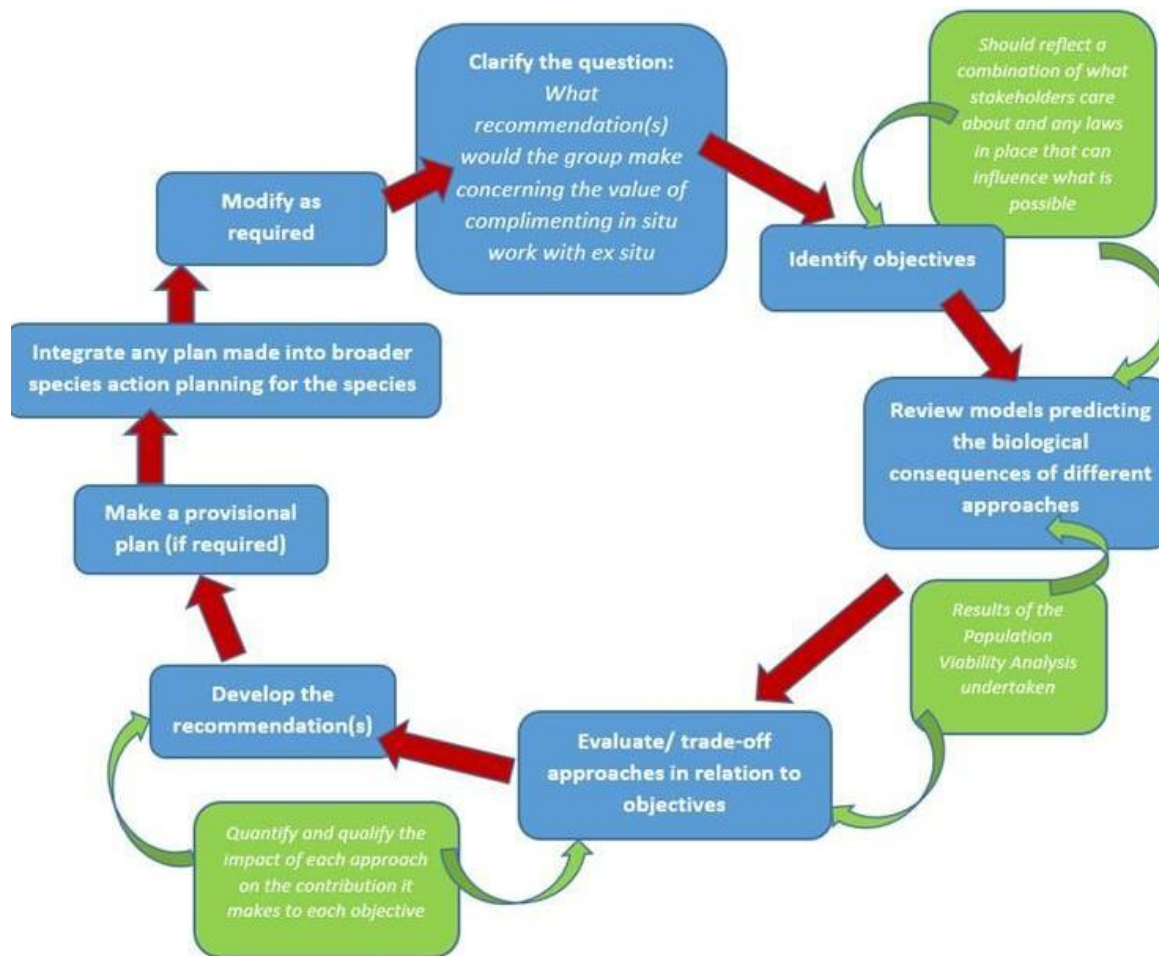 Clarify the question:
What
recommendation(s)
would the group make
concerning the value of
complimenting in situ
work with ex situ
Should reflect a
combination of what
stakeholders care
about and any laws
in place that can
influence what is
possible
Identify objectives
Review models predicting
the biological
consequences of different
approaches
Results of the
Population
Viability Analysis
undertaken
Evaluate/ trade-off
approaches in relation to
objectives
Quantify and qualify the
impact of each approach
on the contribution it
makes to each objective
Develop the
recommendation(s)
Make a provisional
plan (if required)
Integrate any plan made into broader
species action planning for the species
Modify as
required